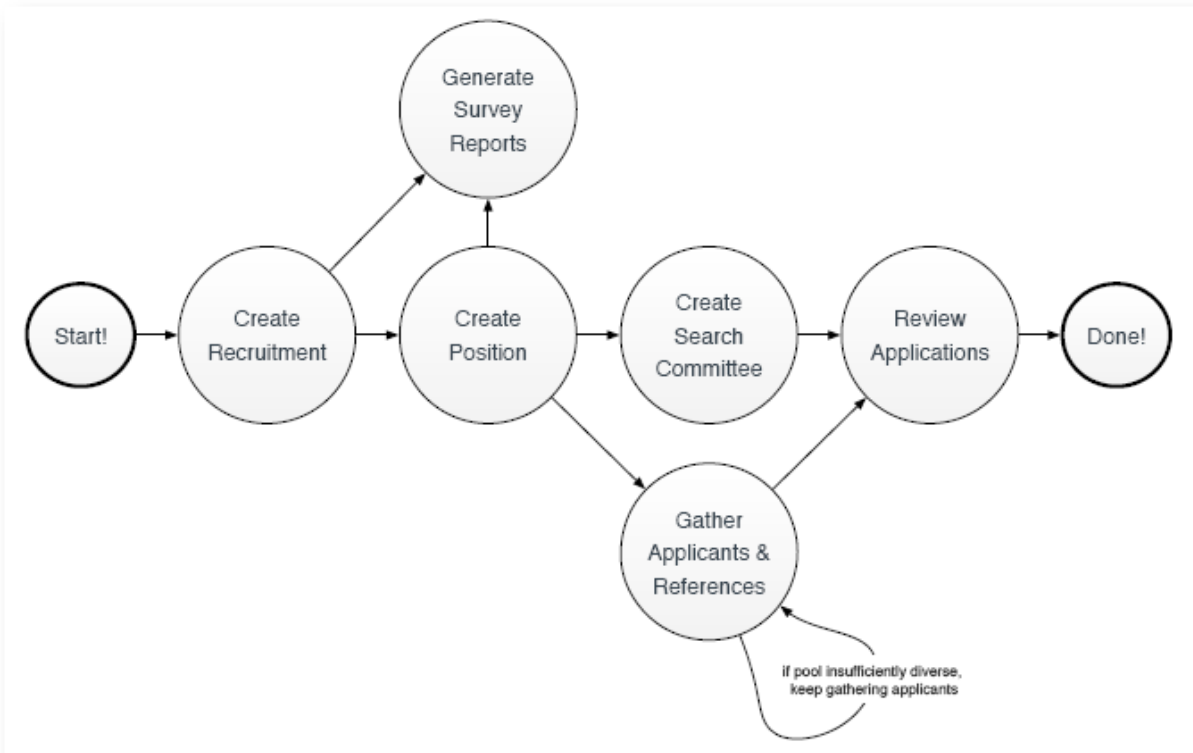 Generate
Survey
Reports
Start!
Create
Recruitment
Create
Position
Create
Search
Committee
Review
Applications
Done!
Gather
Applicants &
References
if pool insufficiently diverse,
keep gathering applicants